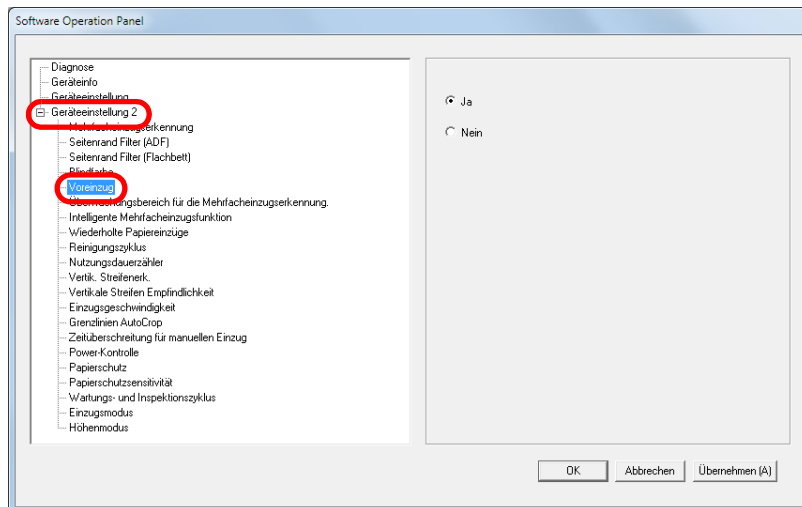 Software Operation Panel
Diagnose
Geräteinfo
Geräteeinstellung
Geräteeinstellung 2
Mehrfacheinzugserkennung
Seitenrand Filter (ADF)
Seitenrand Filter (Flachbett)
Blindfarbe
Voreinzug
Überwachungsbereich für die Mehrfacheinzugserkennung.
Intelligente Mehrfacheinzugsfunktion
Wiederholte Papiereinzüge
Reinigungszyklus
Nutzungsdauerzähler
Vertik. Streifenerk.
Vertikale Streifen Empfindlichkeit
Einzugsgeschwindigkeit
Grenzlinien AutoCrop
Zeitüberschreitung für manuellen Einzug
Power-Kontrolle
Papierschutz
Papierschutzsensitivität
Wartungs- und Inspektionszyklus
Einzugsmodus
Höhenmodus
Ja
Nein
OK Abbrechen Übernehmen (A)